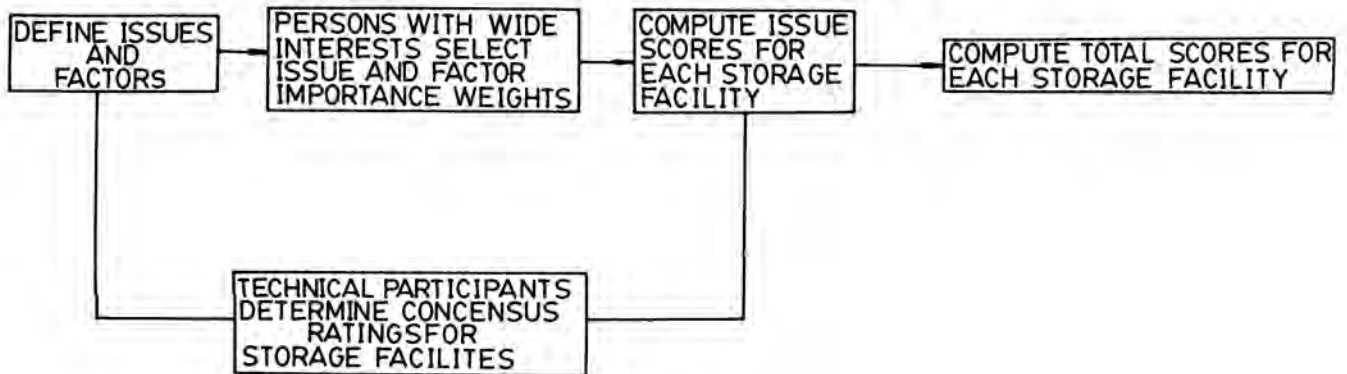 DEFINE ISSUES
AND
FACTORS
PERSONS WITH WIDE
INTERESTS SELECT
ISSUE AND FACTOR
IMPORTANCE WEIGHTS
COMPUTE ISSUE
SCORES FOR
EACH STORAGE
FACILITY
COMPUTE TOTAL SCORES FOR
EACH STORAGE FACILITY
TECHNICAL PARTICIPANTS
DETERMINE CONCENSUS
RATINGSFOR
STORAGE FACILITES